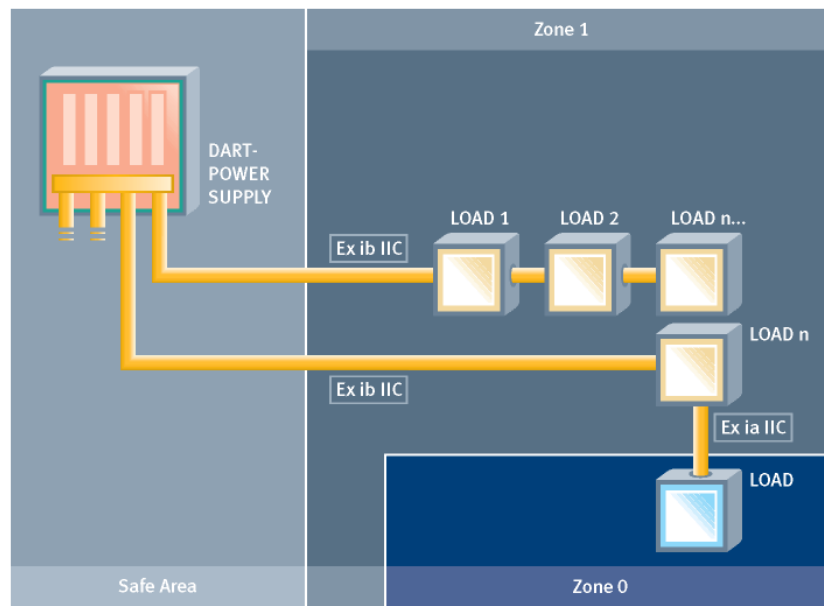 Zone 1
DART-
POWER
SUPPLY
LOAD 1
LOAD 2
LOAD n...
Ex ib IIC
LOAD n
Ex ib IIC
Ex ia IIC
LOAD
Safe Area
Zone 0